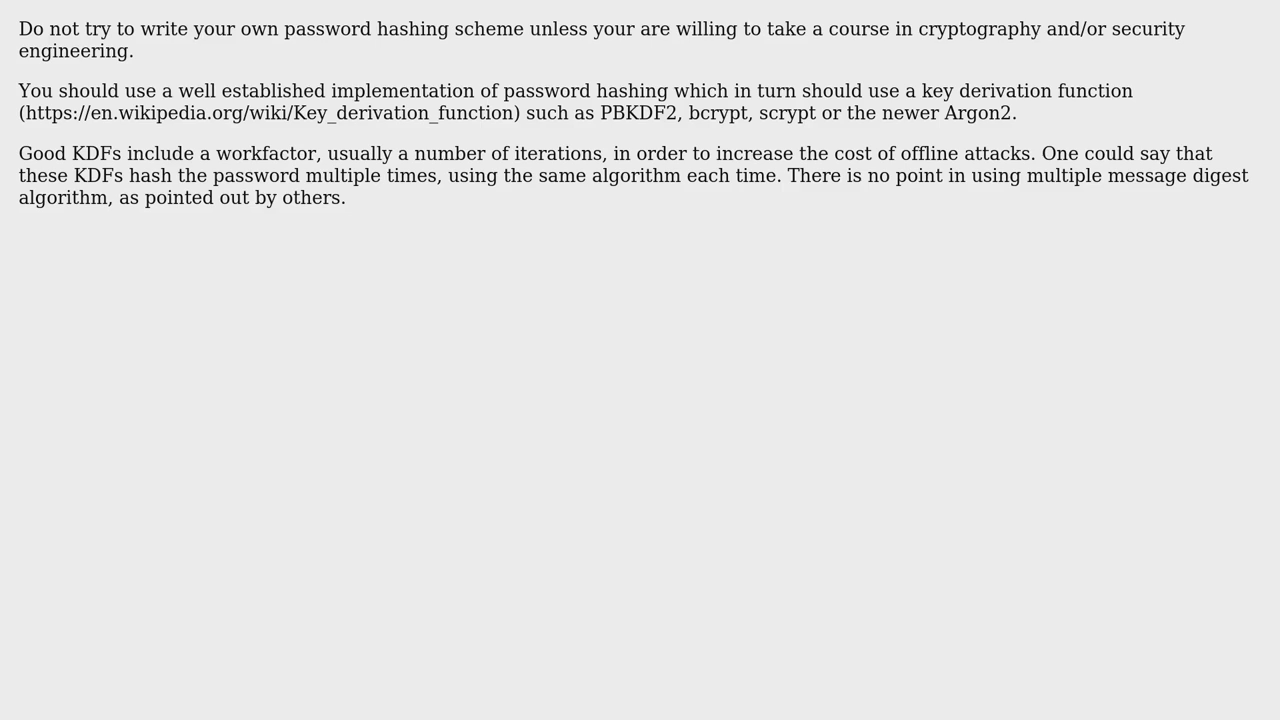 Do not try to write your own password hashing scheme unless your are willing to take a course in cryptography and/or security
engineering.
You should use a well established implementation of password hashing which in turn should use a key derivation function
(https://en.wikipedia.org/wiki/Key_derivation_function) such as PBKDF2, bcrypt, scrypt or the newer Argon2.
Good KDFs include a workfactor, usually a number of iterations, in order to increase the cost of offline attacks. One could say that
these KDFs hash the password multiple times, using the same algorithm each time. There is no point in using multiple message digest
algorithm, as pointed out by others.